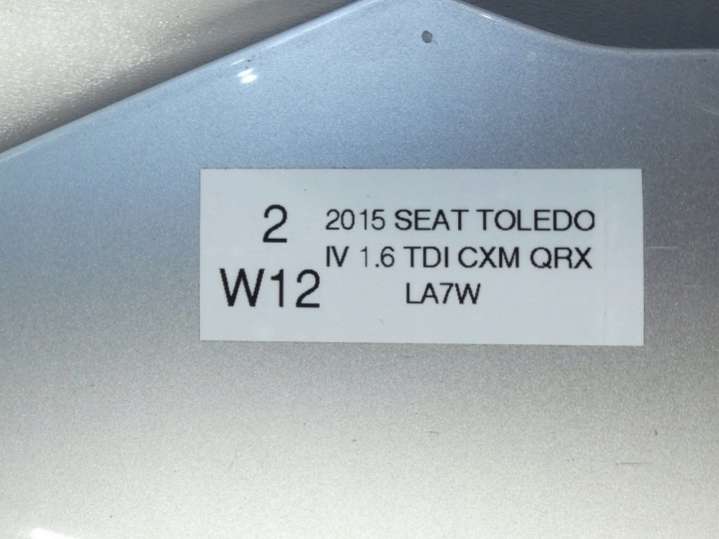 2
W12
2015 SEAT TOLEDO
IV 1.6 TDI CXM QRX
LA7W